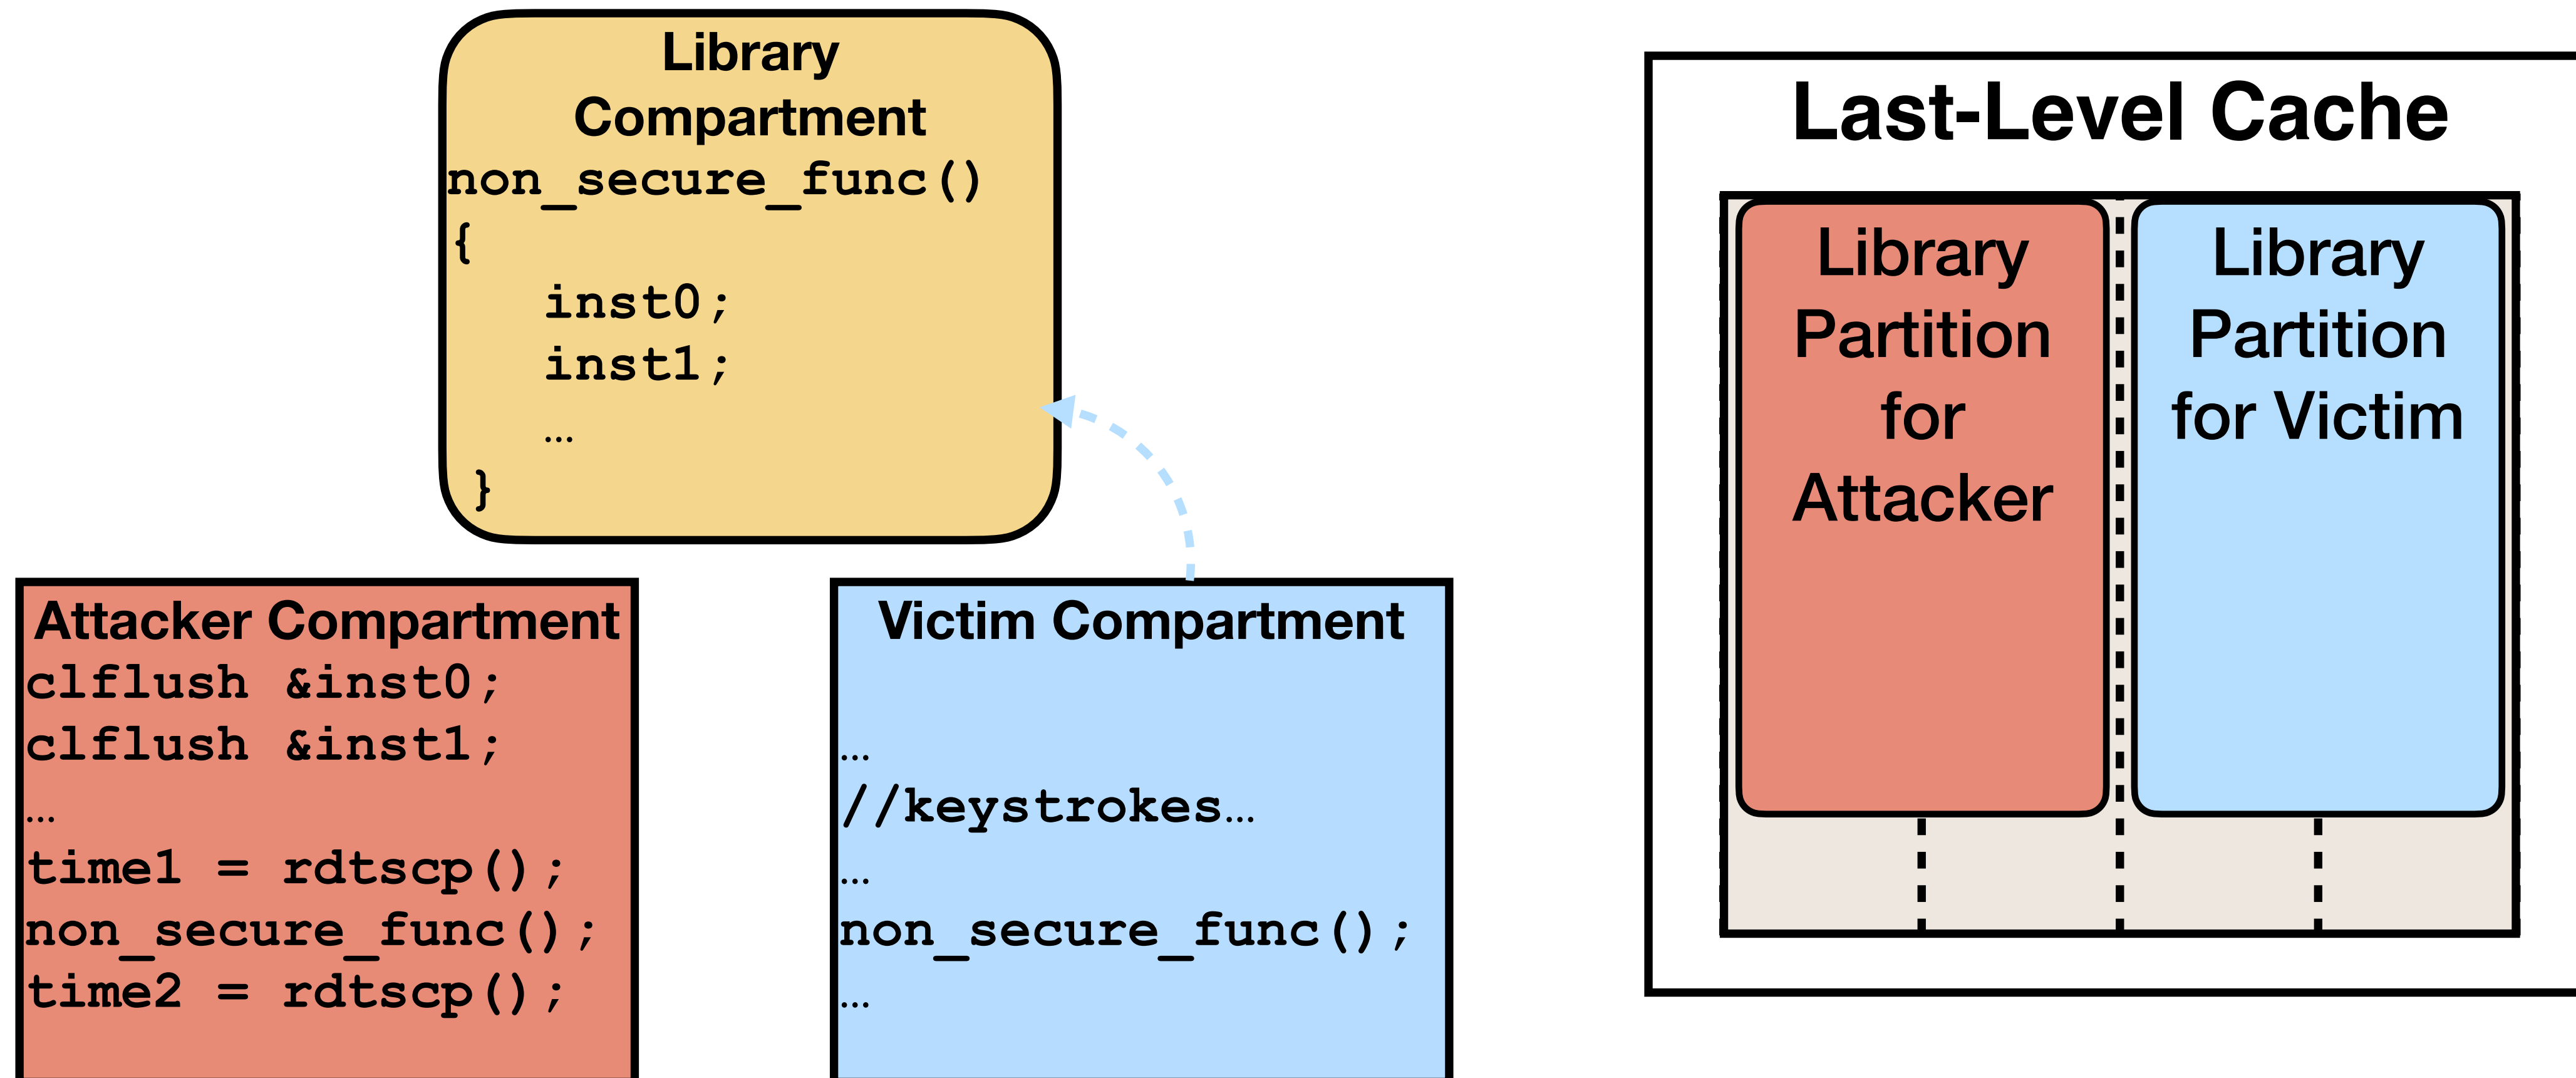 Library
Compartment
non_secure_func()
{
inst0;
inst1;
…
}
Attacker Compartment
clflush &inst0;
clflush &inst1;
…
time1 = rdtscp();
non_secure_func();
time2 = rdtscp();
Victim Compartment
…
//keystrokes…
…
non_secure_func();
…
Last-Level Cache
Library
Partition
for
Attacker
Library
Partition
for Victim